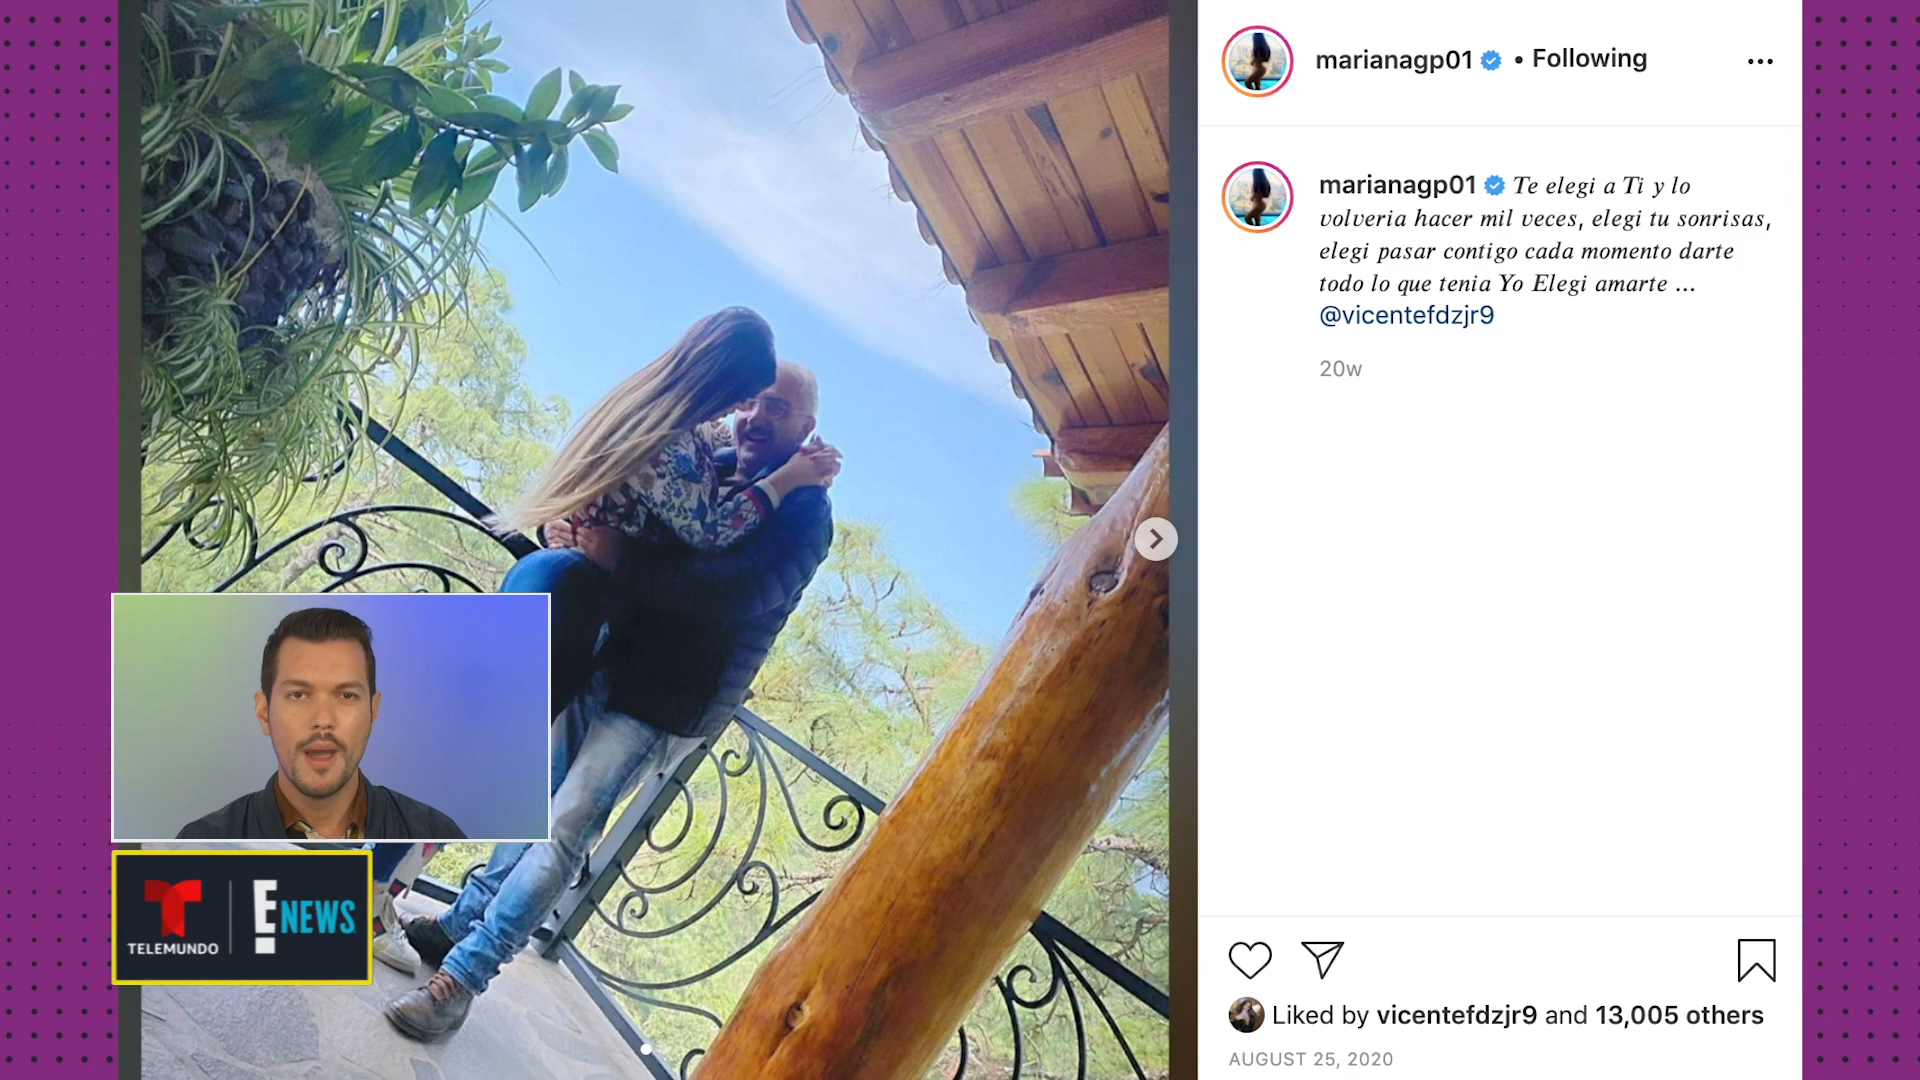 marianagp01 • Following
marianagp01 Te elegi a Ti y lo
volveria hacer mil veces, elegi tu sonrisas,
elegi pasar contigo cada momento darte
todo lo que tenia Yo Elegi amarte ...
@vicentefdzjr9
20w
TELEMUNDO
E! NEWS
Liked by vicentefdzjr9 and 13,005 others
AUGUST 25, 2020